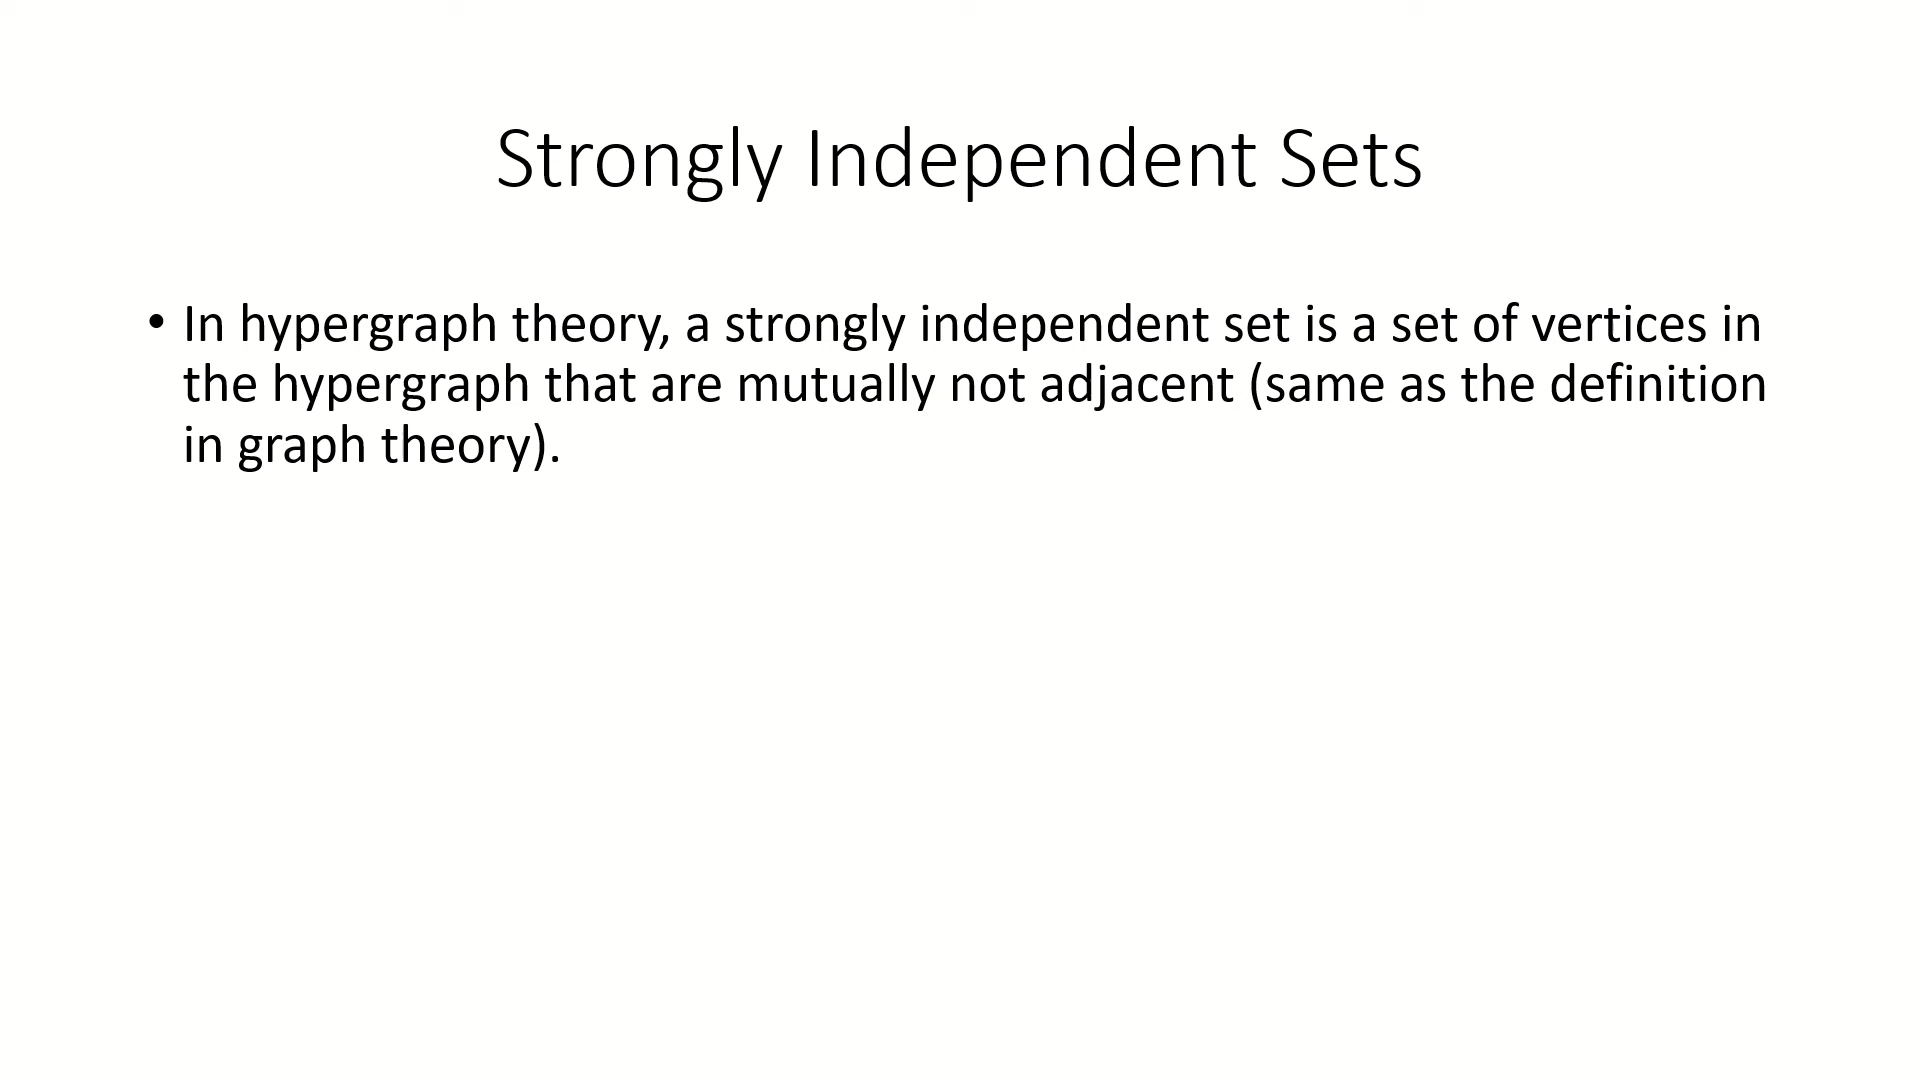 Strongly Independent Sets
• In hypergraph theory, a strongly independent set is a set of vertices in
the hypergraph that are mutually not adjacent (same as the definition
in graph theory).